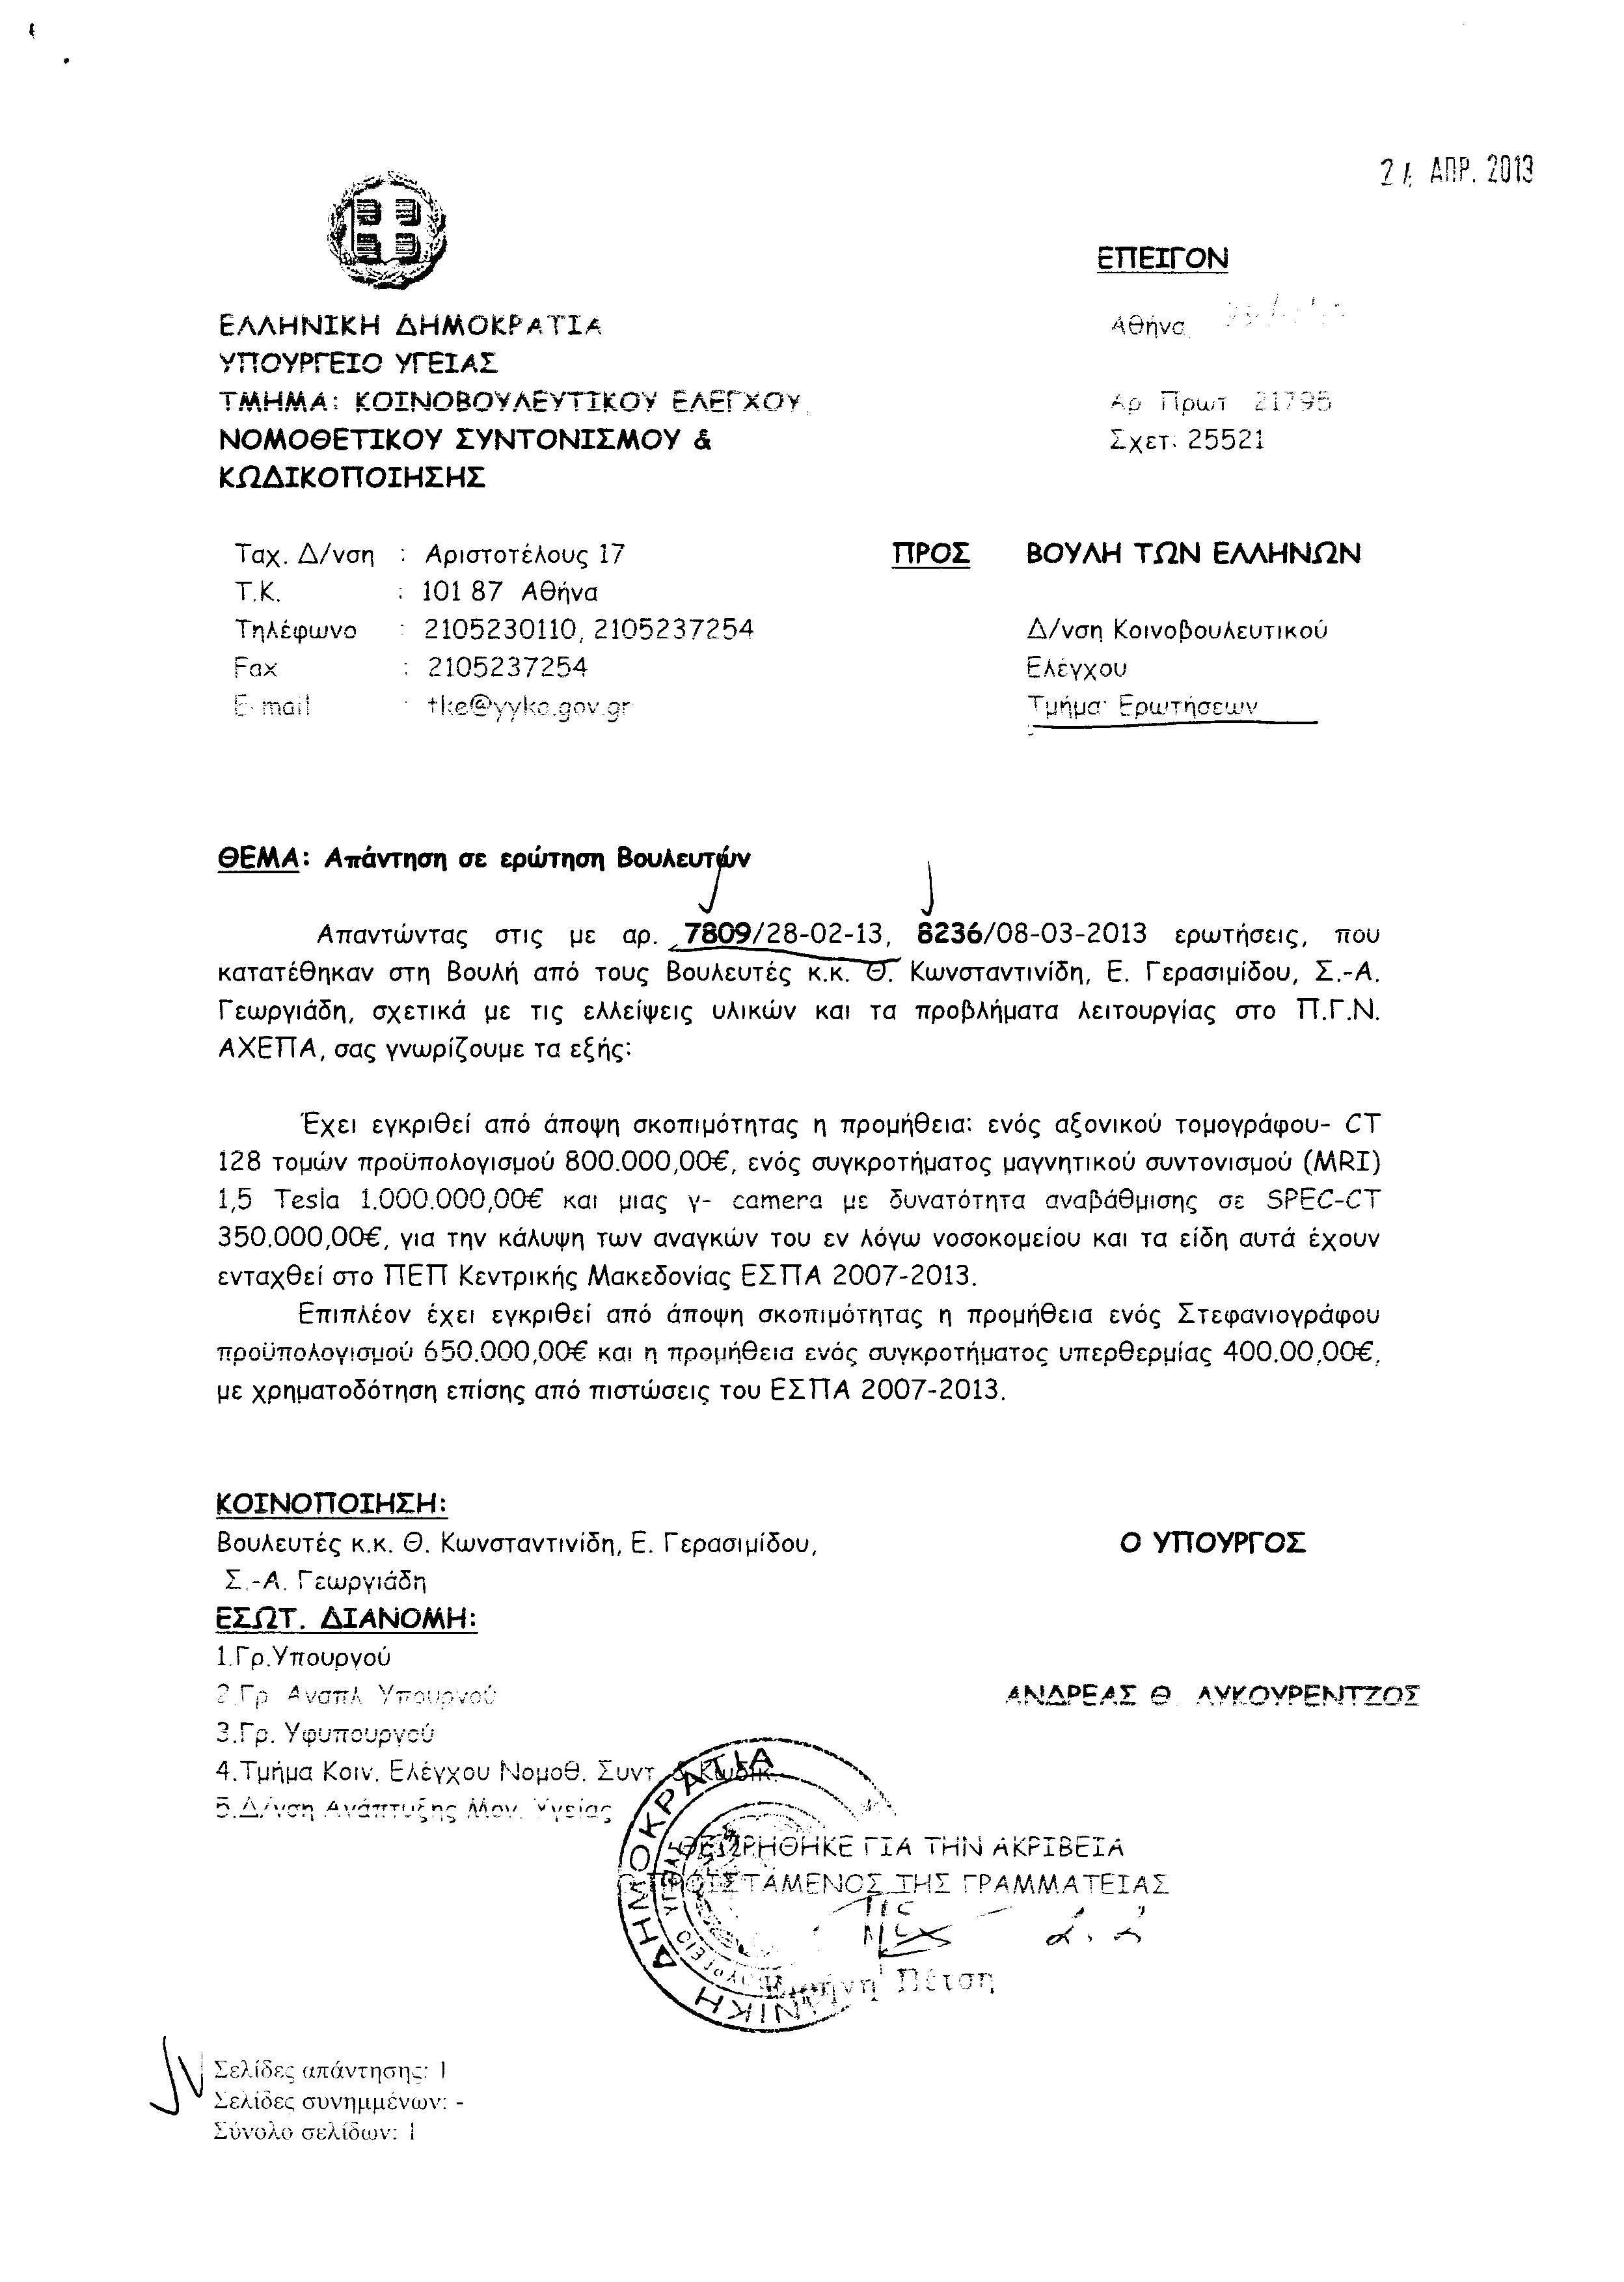 ΑΠΡ. 2013
ΕΠΕΙΓΟΝ
ΕΛΛΗΝΙΚΗ ΔΗΜΟΚΡΑΤΙΑ
Αθήνα
ΥΠΟΥΡΓΕΙΟ ΥΓΕΙΑΣ
ΤΜΗΜΑ: ΚΟΙΝΟΒΟΥΛΕΥΤΙΚΟΥ ΕΛΕΓΧΟΥ,
Αρ Πρωτ 21795
ΝΟΜΟΘΕΤΙΚΟΥ ΣΥΝΤΟΝΙΣΜΟΥ &
Σχετ. 25521
ΚΩΔΙΚΟΠΟΙΗΣΗΣ
Ταχ. Δ/νση : Αριστοτέλους 17
ΠΡΟΣ ΒΟΥΛΗ ΤΩΝ ΕΛΛΗΝΩΝ
Τ.Κ. : 101 87 Αθήνα
Τηλέφωνο : 2105230110, 2105237254
Δ/νση Κοινοβουλευτικού
Fax : 2105237254
Ελέγχου
E-mail : tke@yyka.gov.gr
Τμήμα: Ερωτήσεων
ΘΕΜΑ: Απάντηση σε ερώτηση Βουλευτών
Απαντώντας στις με αρ. 7809/28-02-13, 8236/08-03-2013 ερωτήσεις, που
κατατέθηκαν στη Βουλή από τους Βουλευτές κ.κ. Θ. Κωνσταντινίδη, Ε. Γερασιμίδου, Σ.-Α.
Γεωργιάδη, σχετικά με τις ελλείψεις υλικών και τα προβλήματα λειτουργίας στο Π.Γ.Ν.
ΑΧΕΠΑ, σας γνωρίζουμε τα εξής:
Έχει εγκριθεί από άποψη σκοπιμότητας η προμήθεια: ενός αξονικού τομογράφου- CT
128 τομών προϋπολογισμού 800.000,00€, ενός συγκροτήματος μαγνητικού συντονισμού (MRI)
1,5 Tesla 1.000.000,00€ και μιας γ- camera με δυνατότητα αναβάθμισης σε SPEC-CT
350.000,00€, για την κάλυψη των αναγκών του εν λόγω νοσοκομείου και τα είδη αυτά έχουν
ενταχθεί στο ΠΕΠ Κεντρικής Μακεδονίας ΕΣΠΑ 2007-2013.
Επιπλέον έχει εγκριθεί από άποψη σκοπιμότητας η προμήθεια ενός Στεφανιογράφου
προϋπολογισμού 650.000,00€ και η προμήθεια ενός συγκροτήματος υπερθερμίας 400.00,00€,
με χρηματοδότηση επίσης από πιστώσεις του ΕΣΠΑ 2007-2013.
ΚΟΙΝΟΠΟΙΗΣΗ:
Βουλευτές κ.κ. Θ. Κωνσταντινίδη, Ε. Γερασιμίδου,
Ο ΥΠΟΥΡΓΟΣ
Σ.-Α. Γεωργιάδη
ΕΣΩΤ. ΔΙΑΝΟΜΗ:
1.Γρ.Υπουργού
2.Γρ Αναπλ Υπουργού
ΑΝΔΡΕΑΣ Θ. ΛΥΚΟΥΡΕΝΤΖΟΣ
3.Γρ. Υφυπουργού
4.Τμήμα Κοιν. Ελέγχου Νομοθ. Συντ. & Κωδικ.
5.Δ/νση Ανάπτυξης Μον. Υγείας
ΘΕΩΡΗΘΗΚΕ ΓΙΑ ΤΗΝ ΑΚΡΙΒΕΙΑ
ΠΡΟΪΣΤΑΜΕΝΟΣ ΤΗΣ ΓΡΑΜΜΑΤΕΙΑΣ
Ειρήνη Πέτση
Σελίδες απάντησης: 1
Σελίδες συνημμένων: -
Σύνολο σελίδων: 1